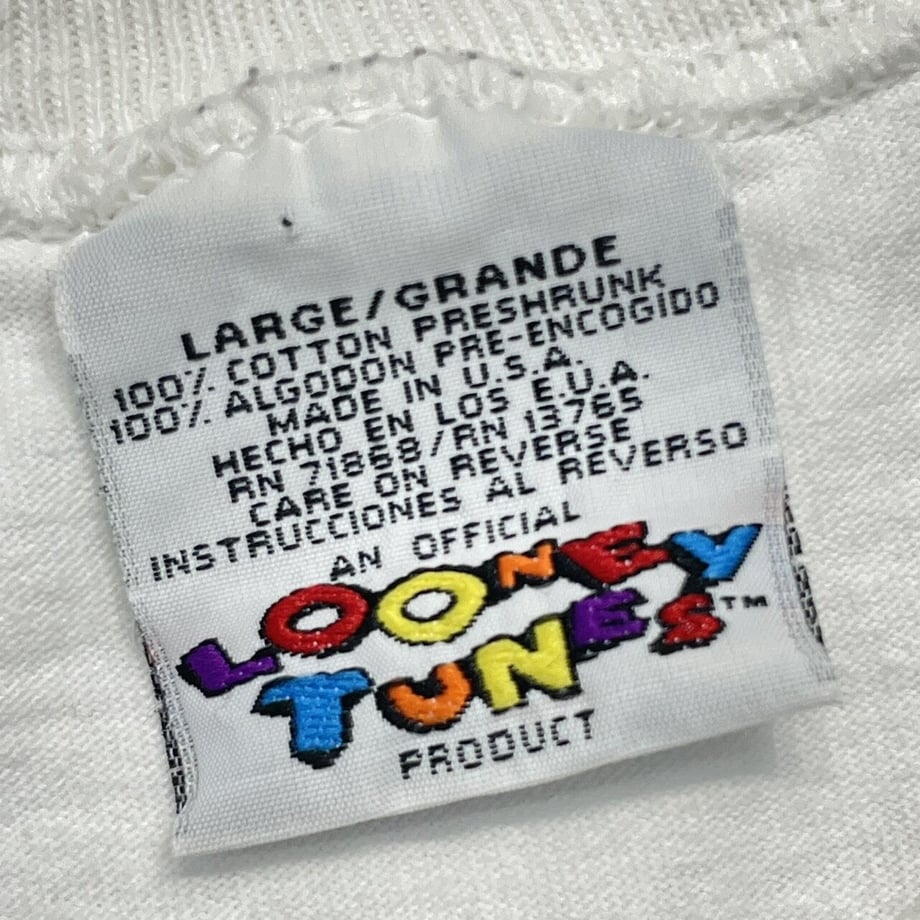 LARGE/GRANDE
100% COTTON PRESHRUNK
100% ALGODON PRE-ENCOGIDO
MADE IN U.S.A.
HECHO EN LOS E.U.A.
RN 71868/RN 13765
CARE ON REVERSE
INSTRUCCIONES AL REVERSO
AN OFFICIAL
LOONEY
TUNES™
PRODUCT